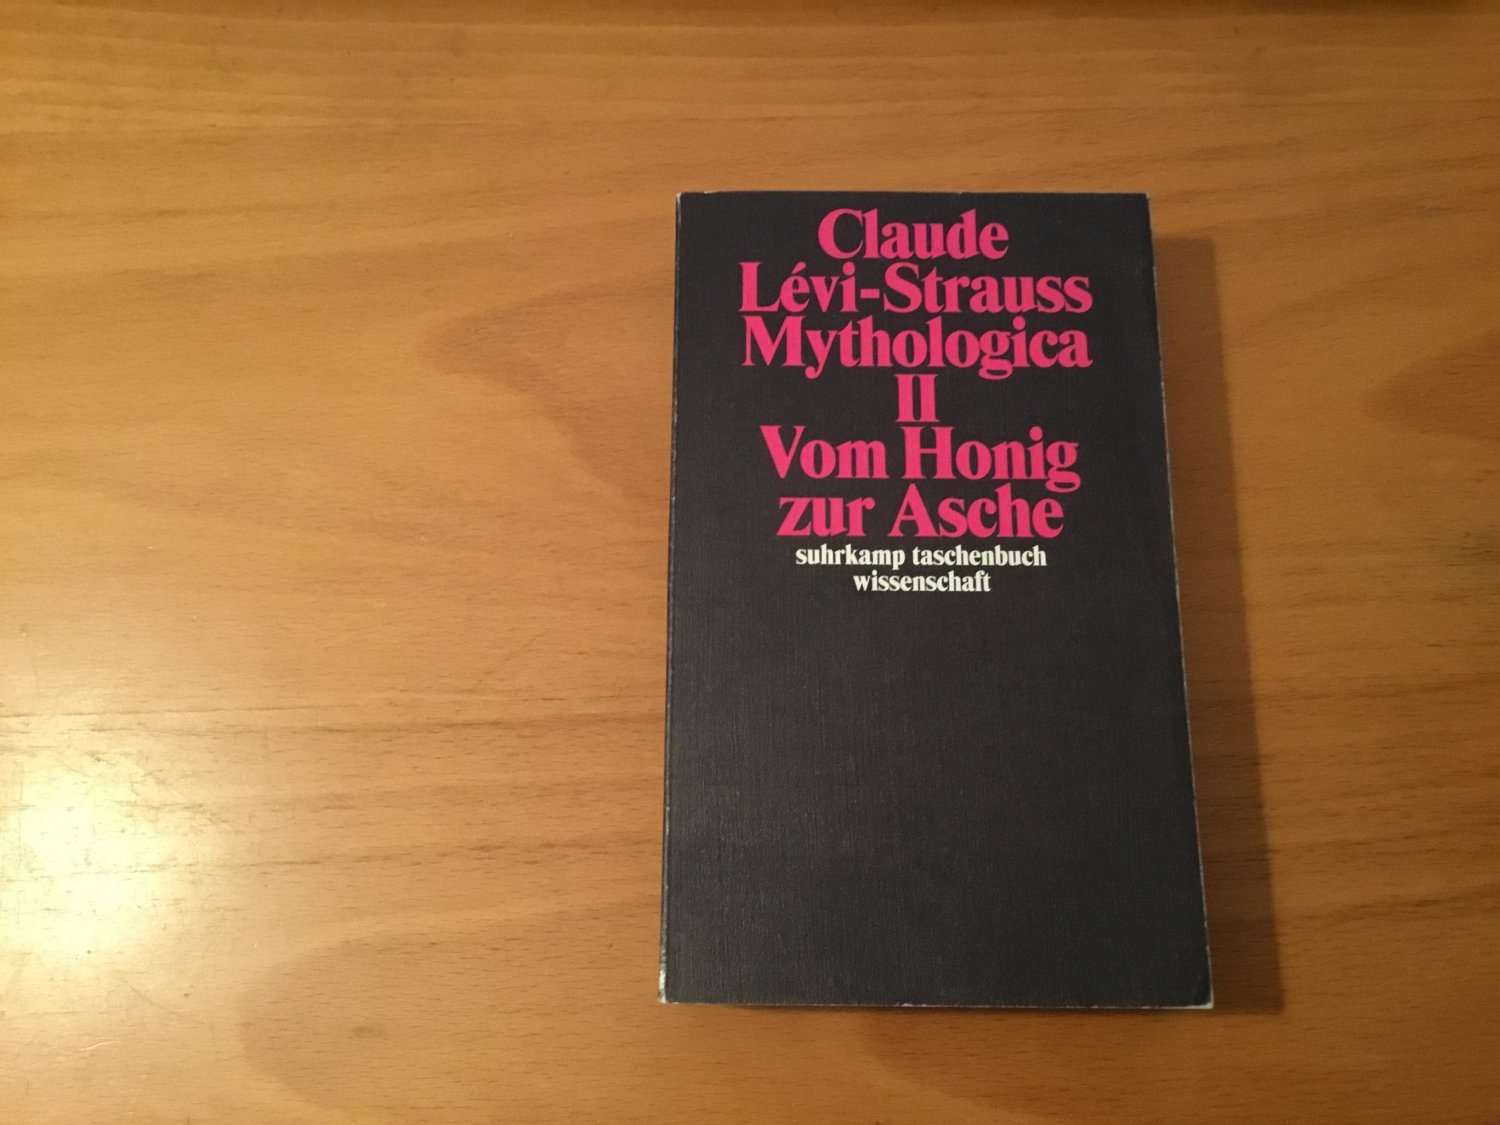 Claude
Lévi-Strauss
Mythologica
II
Vom Honig
zur Asche
suhrkamp taschenbuch
wissenschaft